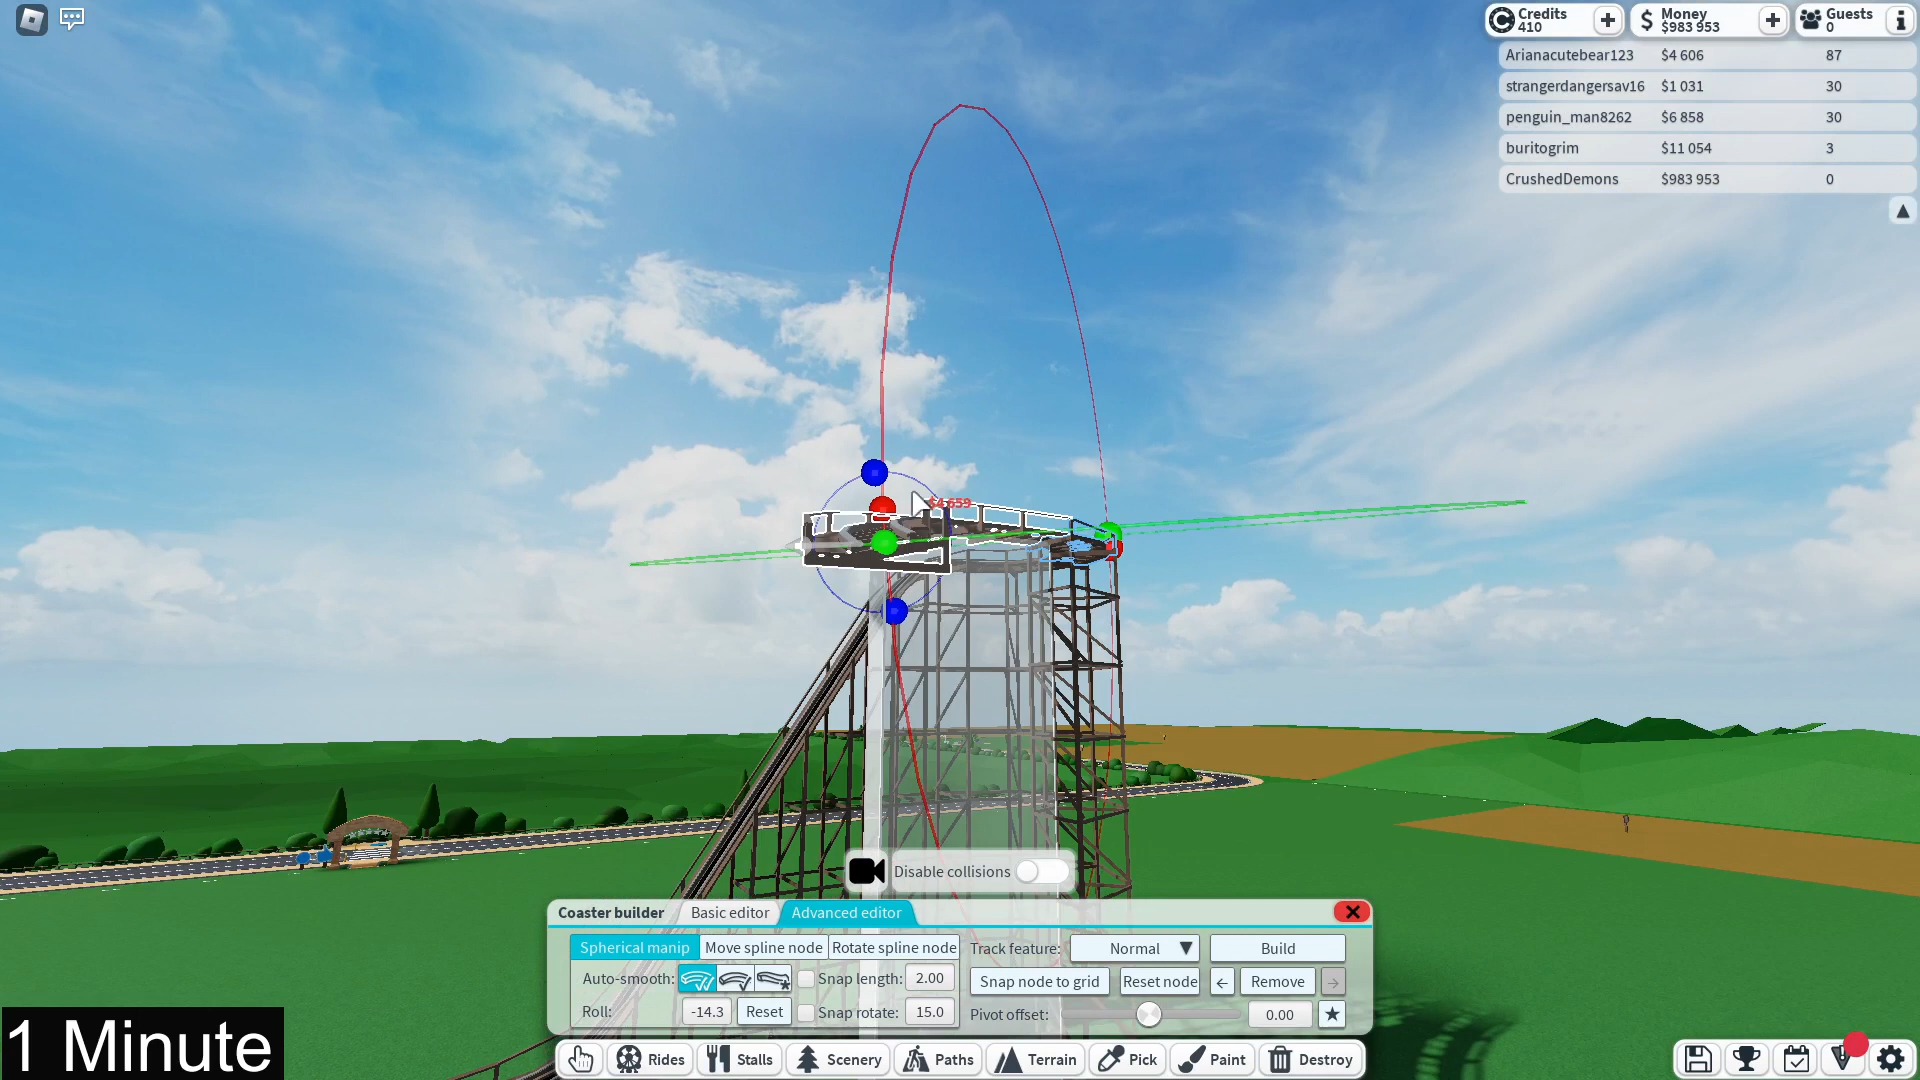 Credits
410
Money
$983 953
Guests
0
Arianacutebear123 $4 606 87
strangerdangersav16 $1 031 30
penguin_man8262 $6 858 30
buritogrim $11 054 3
CrushedDemons $983 953 0
$4 659
Disable collisions
Coaster builder Basic editor Advanced editor
Spherical manip Move spline node Rotate spline node Track feature: Normal Build
Auto-smooth: Snap length: 2.00 Snap node to grid Reset node ← Remove →
Roll: -14.3 Reset Snap rotate: 15.0 Pivot offset: 0.00
1 Minute
Rides Stalls Scenery Paths Terrain Pick Paint Destroy